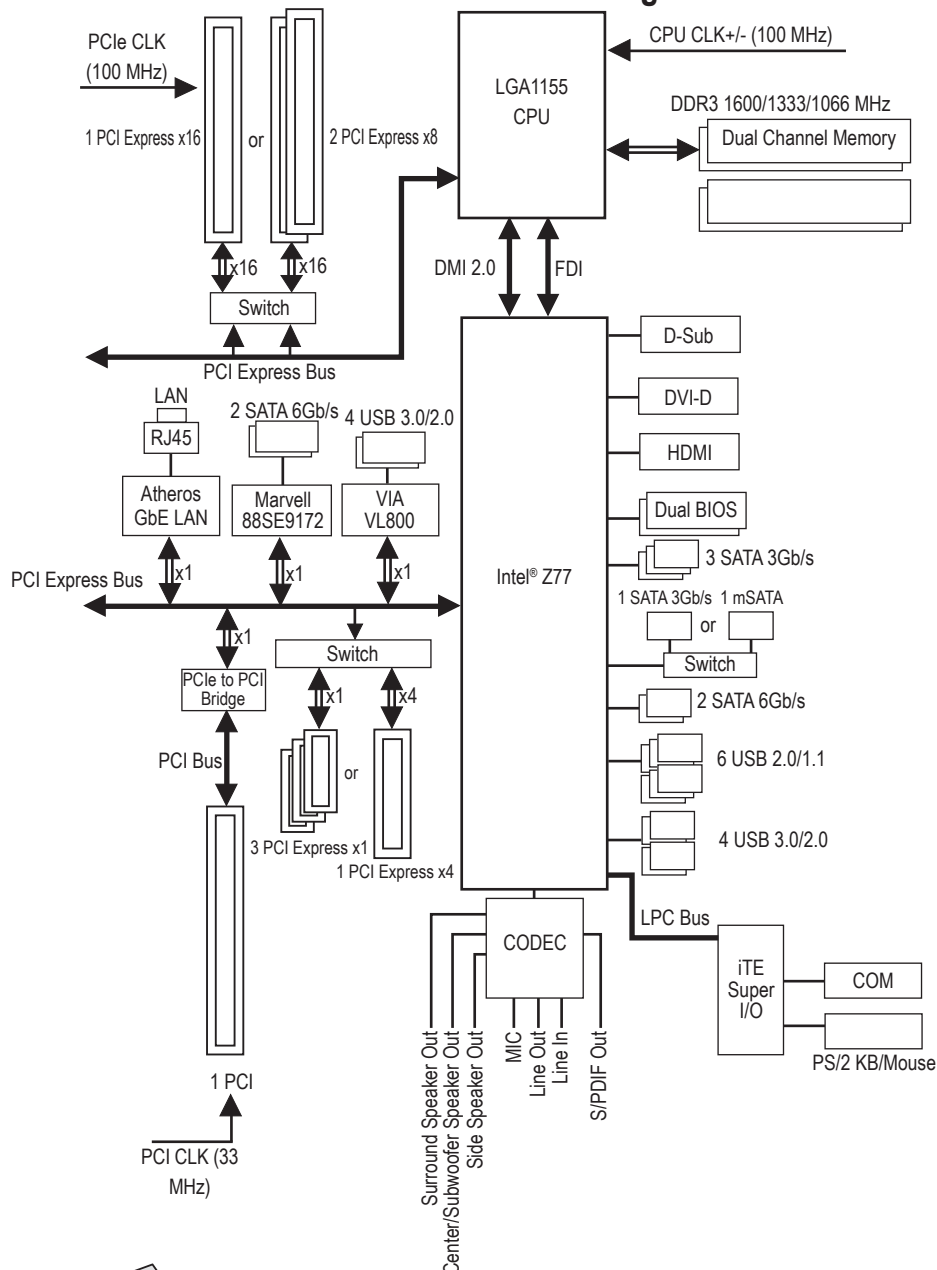 PCIe CLK
(100 MHz)
1 PCI Express x16
or
2 PCI Express x8
x16
x16
Switch
PCI Express Bus
LGA1155
CPU
CPU CLK+/- (100 MHz)
DDR3 1600/1333/1066 MHz
Dual Channel Memory
DMI 2.0
FDI
LAN
RJ45
Atheros
GbE LAN
x1
2 SATA 6Gb/s
Marvell
88SE9172
x1
4 USB 3.0/2.0
VIA
VL800
x1
PCI Express Bus
Intel® Z77
D-Sub
DVI-D
HDMI
Dual BIOS
3 SATA 3Gb/s
1 SATA 3Gb/s
1 mSATA
or
Switch
2 SATA 6Gb/s
6 USB 2.0/1.1
4 USB 3.0/2.0
x1
PCIe to PCI
Bridge
PCI Bus
Switch
x1
x4
or
3 PCI Express x1
1 PCI Express x4
1 PCI
PCI CLK (33
MHz)
CODEC
Surround Speaker Out
Center/Subwoofer Speaker Out
Side Speaker Out
MIC
Line Out
Line In
S/PDIF Out
LPC Bus
iTE
Super
I/O
COM
PS/2 KB/Mouse